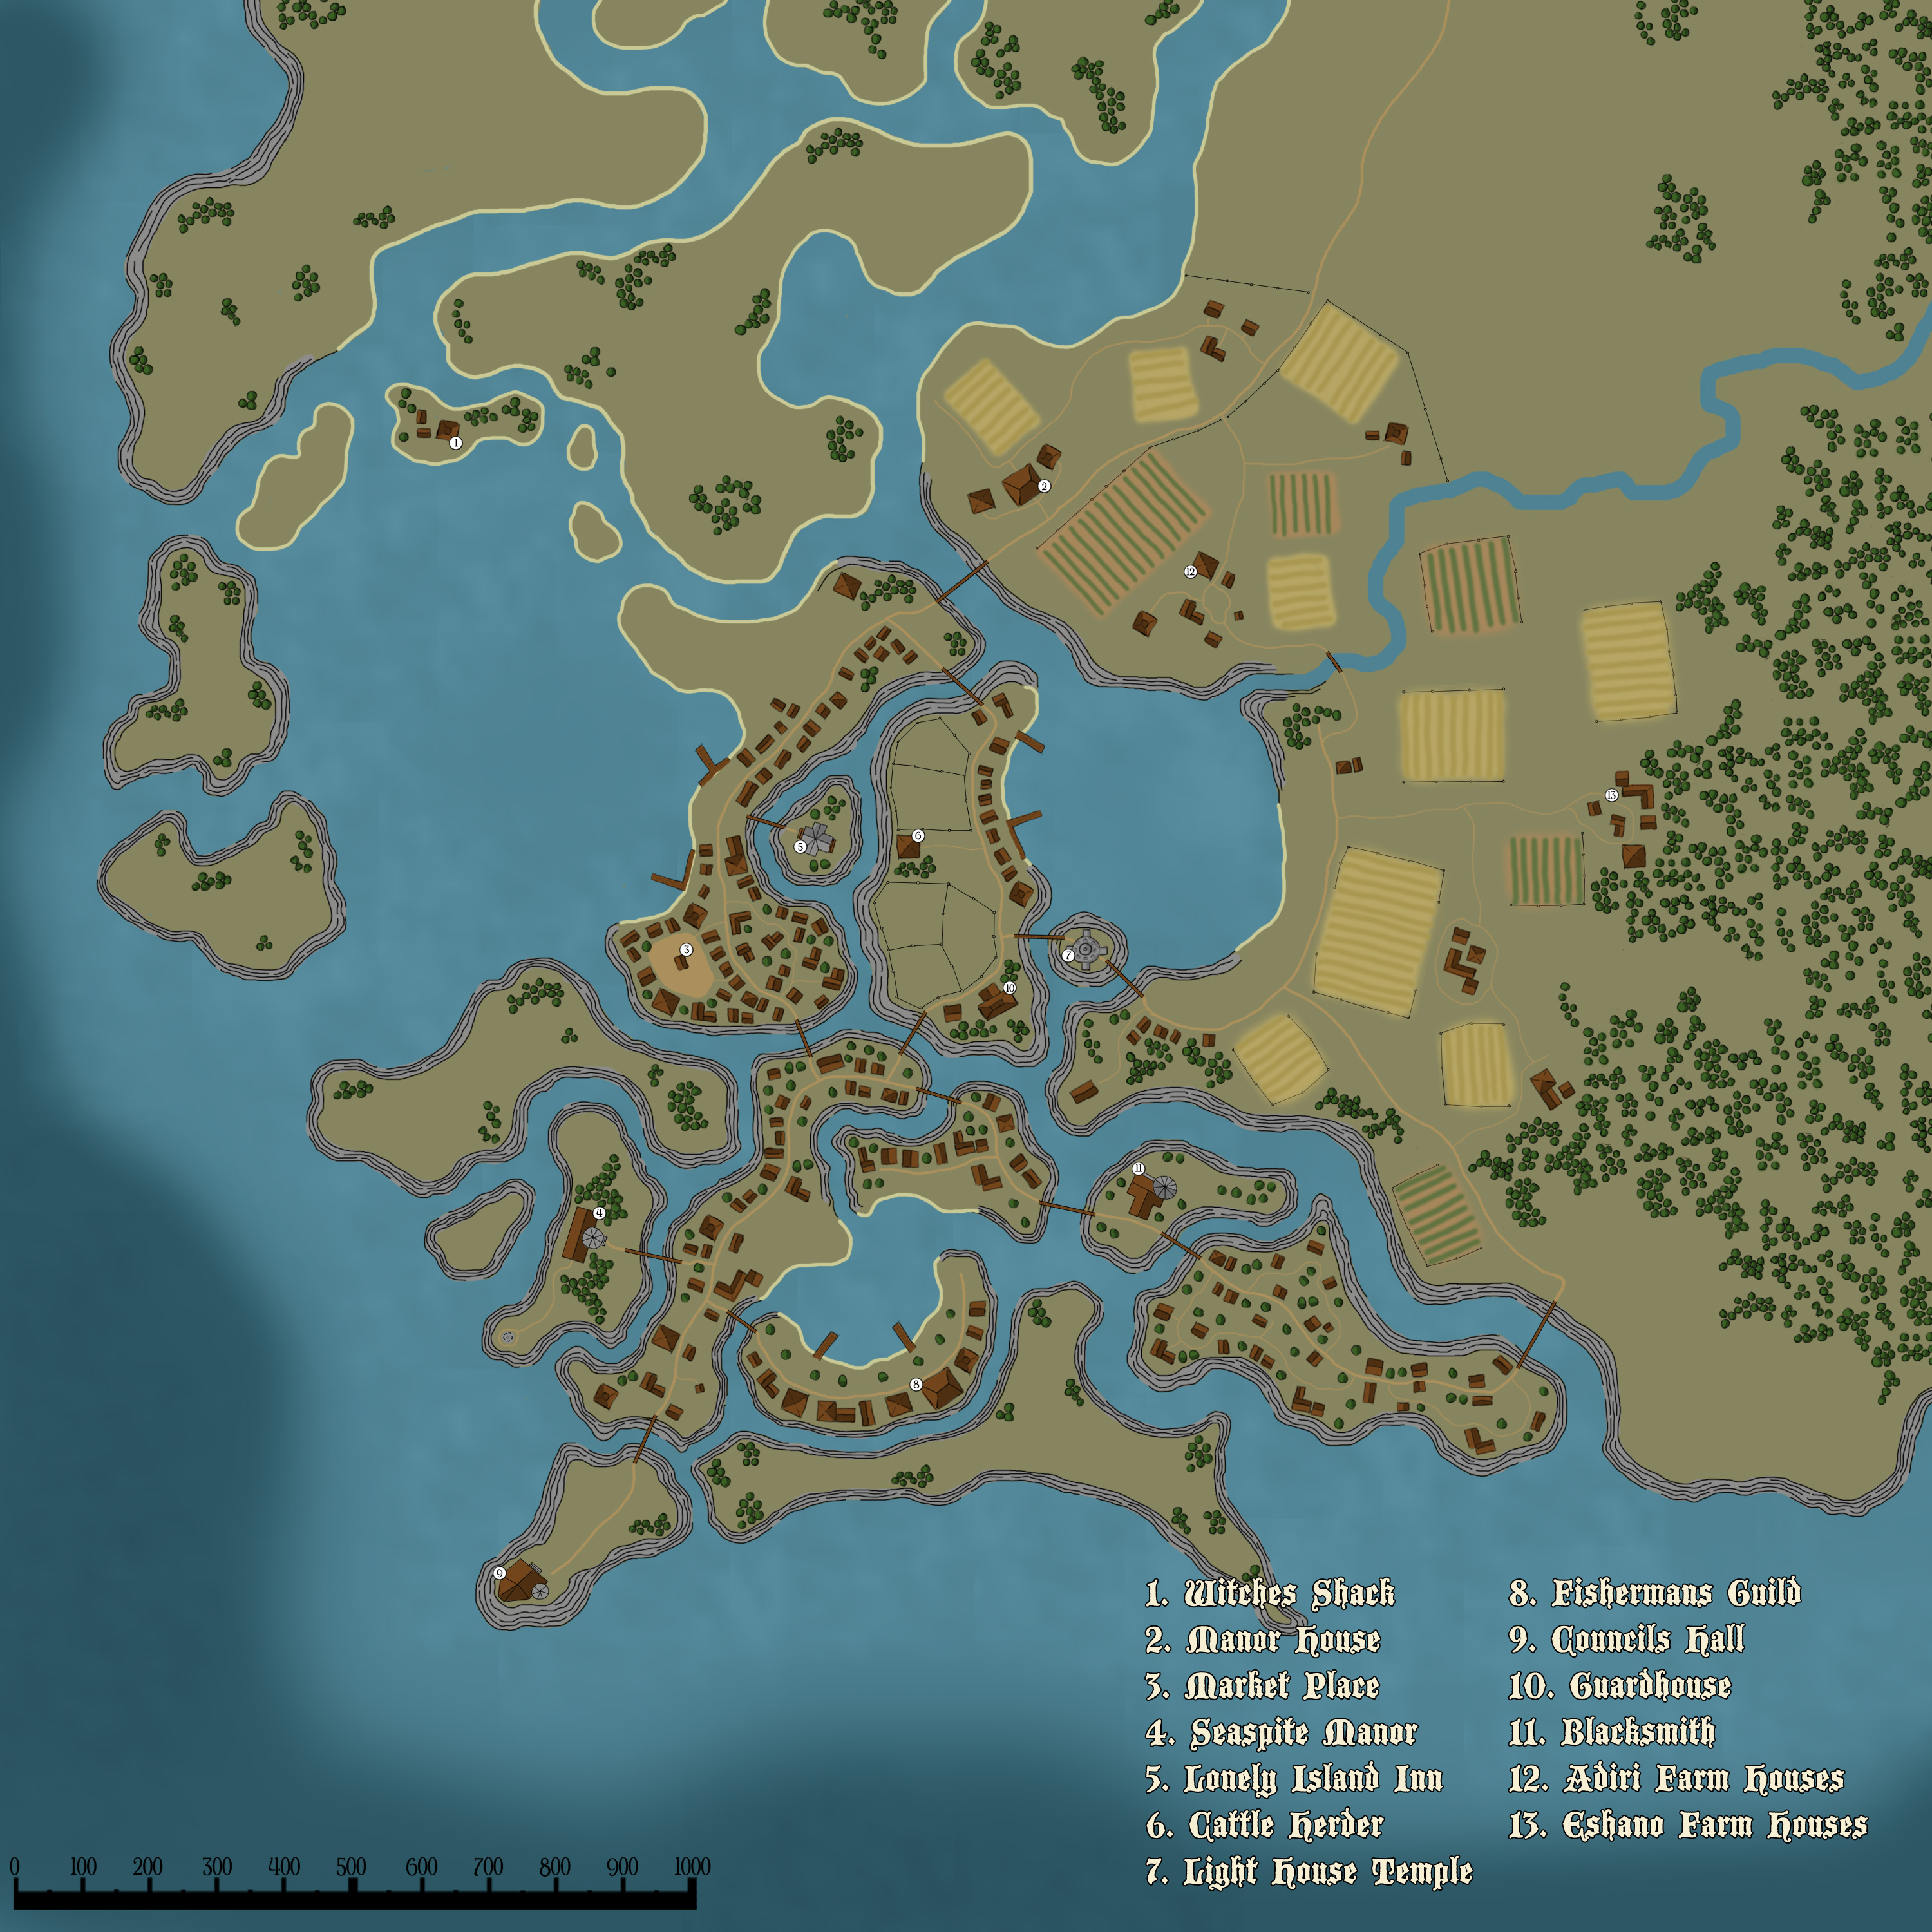 1
2
12
13
6
5
3
7
10
11
4
8
9
1. Witches Shack
2. Manor House
3. Market Place
4. Seaspite Manor
5. Lonely Island Inn
6. Cattle Herder
7. Light House Temple
8. Fishermans Guild
9. Councils Hall
10. Guardhouse
11. Blacksmith
12. Adiri Farm Houses
13. Eshano Farm Houses
0 100 200 300 400 500 600 700 800 900 1000